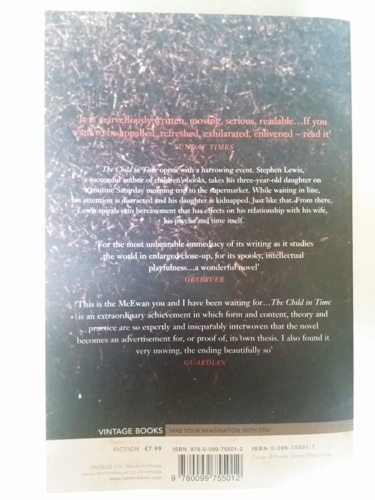 'It is marvellously written, moving, serious, readable...If you
want to be appalled, refreshed, exhilarated, enlivened – read it'
SUNDAY TIMES
The Child in Time opens with a harrowing event. Stephen Lewis,
a successful author of children's books, takes his three-year-old daughter on
a routine Saturday morning trip to the supermarket. While waiting in line,
his attention is distracted and his daughter is kidnapped. Just like that. From there,
Lewis spirals into bereavement that has effects on his relationship with his wife,
his psyche and time itself.
'For the most unbearable immediacy of its writing as it studies
the world in enlarged close-up, for its spooky, intellectual
playfulness...a wonderful novel'
OBSERVER
'This is the McEwan you and I have been waiting for...The Child in Time
is an extraordinary achievement in which form and content, theory and
practice are so expertly and inseparably interwoven that the novel
becomes an advertisement for, or proof of, its own thesis. I also found it
very moving, the ending beautifully so'
GUARDIAN
VINTAGE BOOKS TAKE YOUR IMAGINATION WITH YOU
FICTION £7.99 ISBN 978-0-099-75501-2 ISBN 0-099-75501-7
VINTAGE U.K. Random House
9 780099 755012